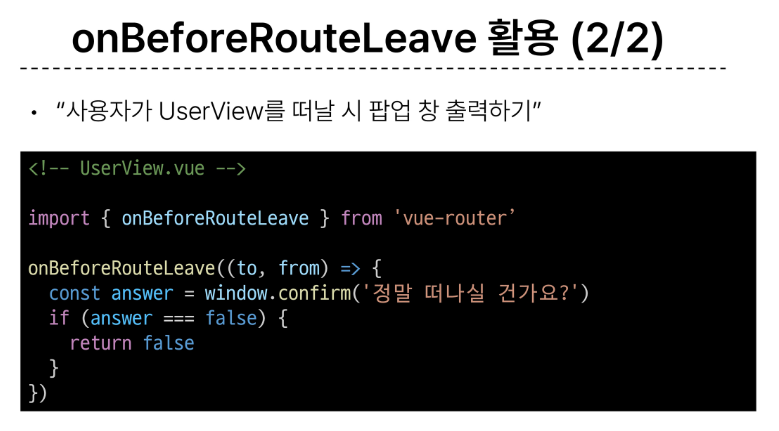 onBeforeRouteLeave 활용 (2/2)
• “사용자가 UserView를 떠날 시 팝업 창 출력하기”
<!-- UserView.vue -->
import { onBeforeRouteLeave } from 'vue-router’
onBeforeRouteLeave((to, from) => {
  const answer = window.confirm('정말 떠나실 건가요?')
  if (answer === false) {
    return false
  }
})